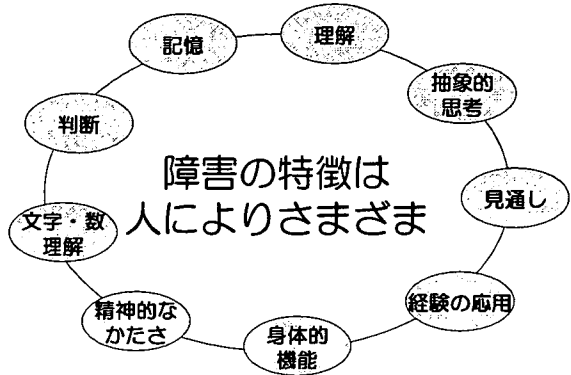 記憶
理解
抽象的
思考
見通し
経験の応用
身体的
機能
精神的な
かたさ
文字・数
理解
判断
障害の特徴は
人によりさまざま